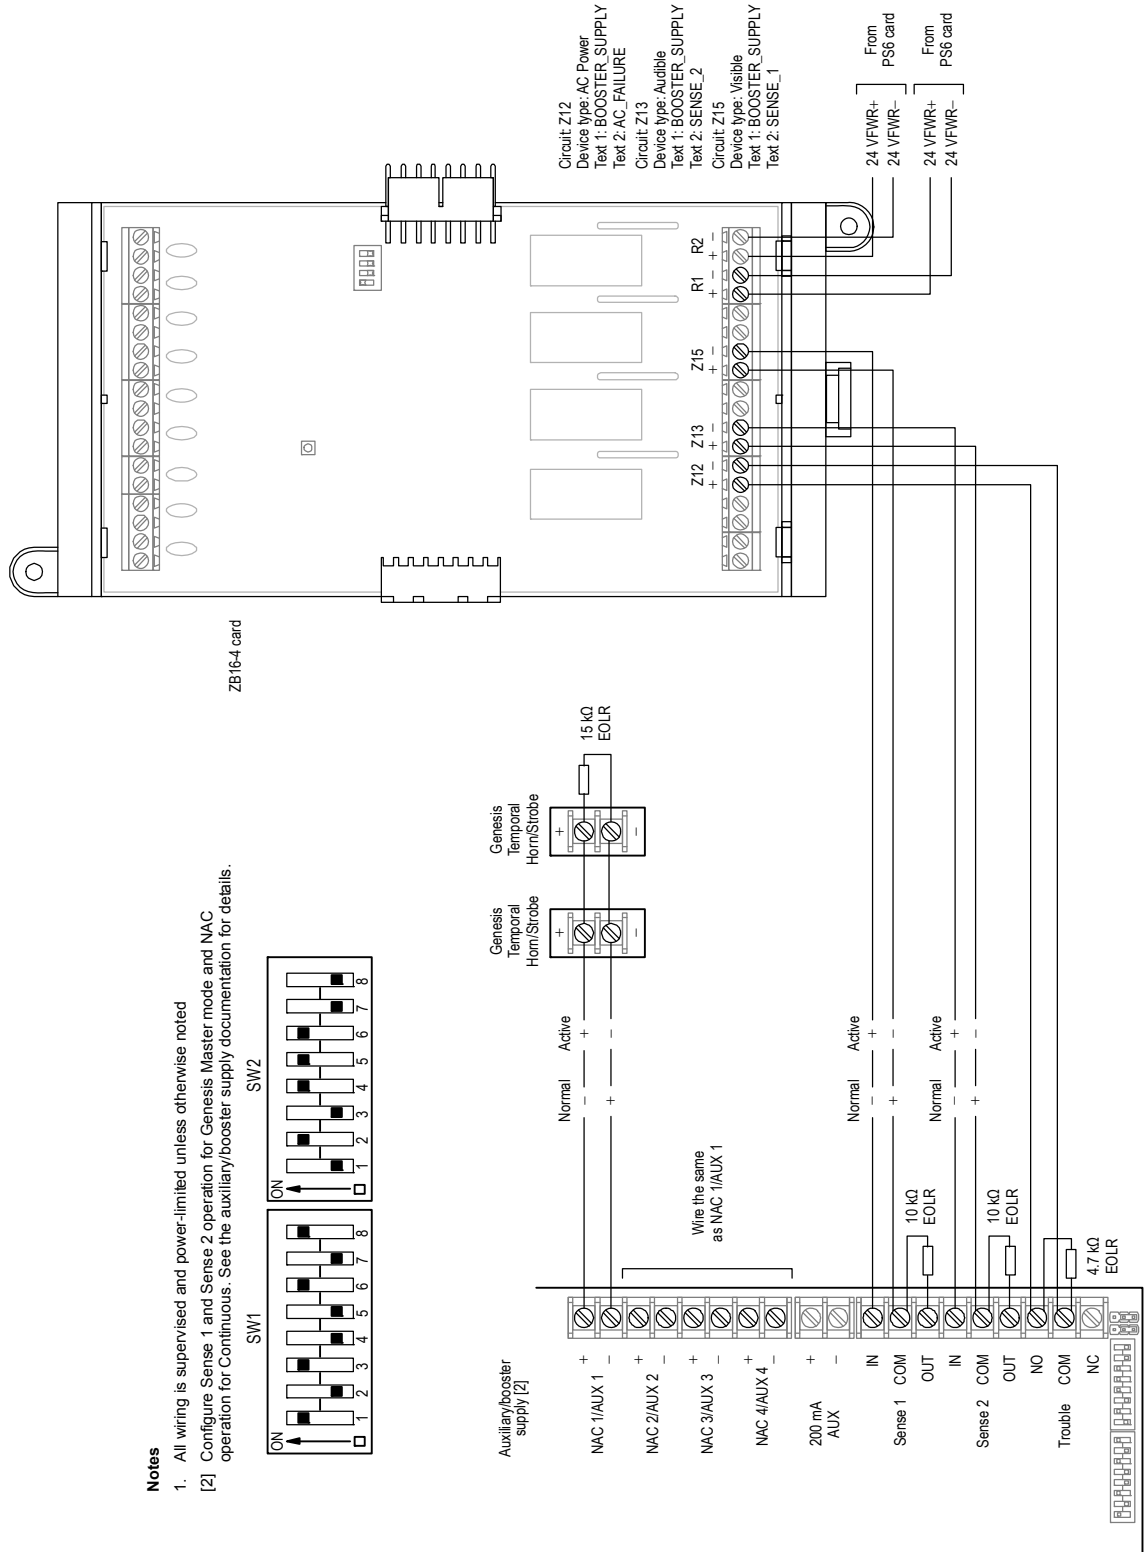 Notes
1. All wiring is supervised and power-limited unless otherwise noted
[2] Configure Sense 1 and Sense 2 operation for Genesis Master mode and NAC
operation for Continuous. See the auxiliary/booster supply documentation for details.
SW1
ON
1 2 3 4 5 6 7 8
SW2
ON
1 2 3 4 5 6 7 8
ZB16-4 card
Auxiliary/booster
supply [2]
NAC 1/AUX 1
+
−
NAC 2/AUX 2
+
−
NAC 3/AUX 3
+
−
NAC 4/AUX 4
+
−
200 mA
AUX
+
−
Sense 1
IN
COM
OUT
Sense 2
IN
COM
OUT
Trouble
NO
COM
NC
Wire the same
as NAC 1/AUX 1
10 kΩ
EOLR
10 kΩ
EOLR
4.7 kΩ
EOLR
Normal Active
− +
+ −
Normal Active
− +
+ −
Normal Active
− +
+ −
Genesis
Temporal
Horn/Strobe
+
−
Genesis
Temporal
Horn/Strobe
+
−
15 kΩ
EOLR
Z12
+ −
Z13
+ −
Z15
+ −
R1
+ −
R2
+ −
Circuit: Z12
Device type: AC Power
Text 1: BOOSTER_SUPPLY
Text 2: AC_FAILURE
Circuit: Z13
Device type: Audible
Text 1: BOOSTER_SUPPLY
Text 2: SENSE_2
Circuit: Z15
Device type: Visible
Text 1: BOOSTER_SUPPLY
Text 2: SENSE_1
24 VFWR+
24 VFWR−
From
PS6 card
24 VFWR+
24 VFWR−
From
PS6 card